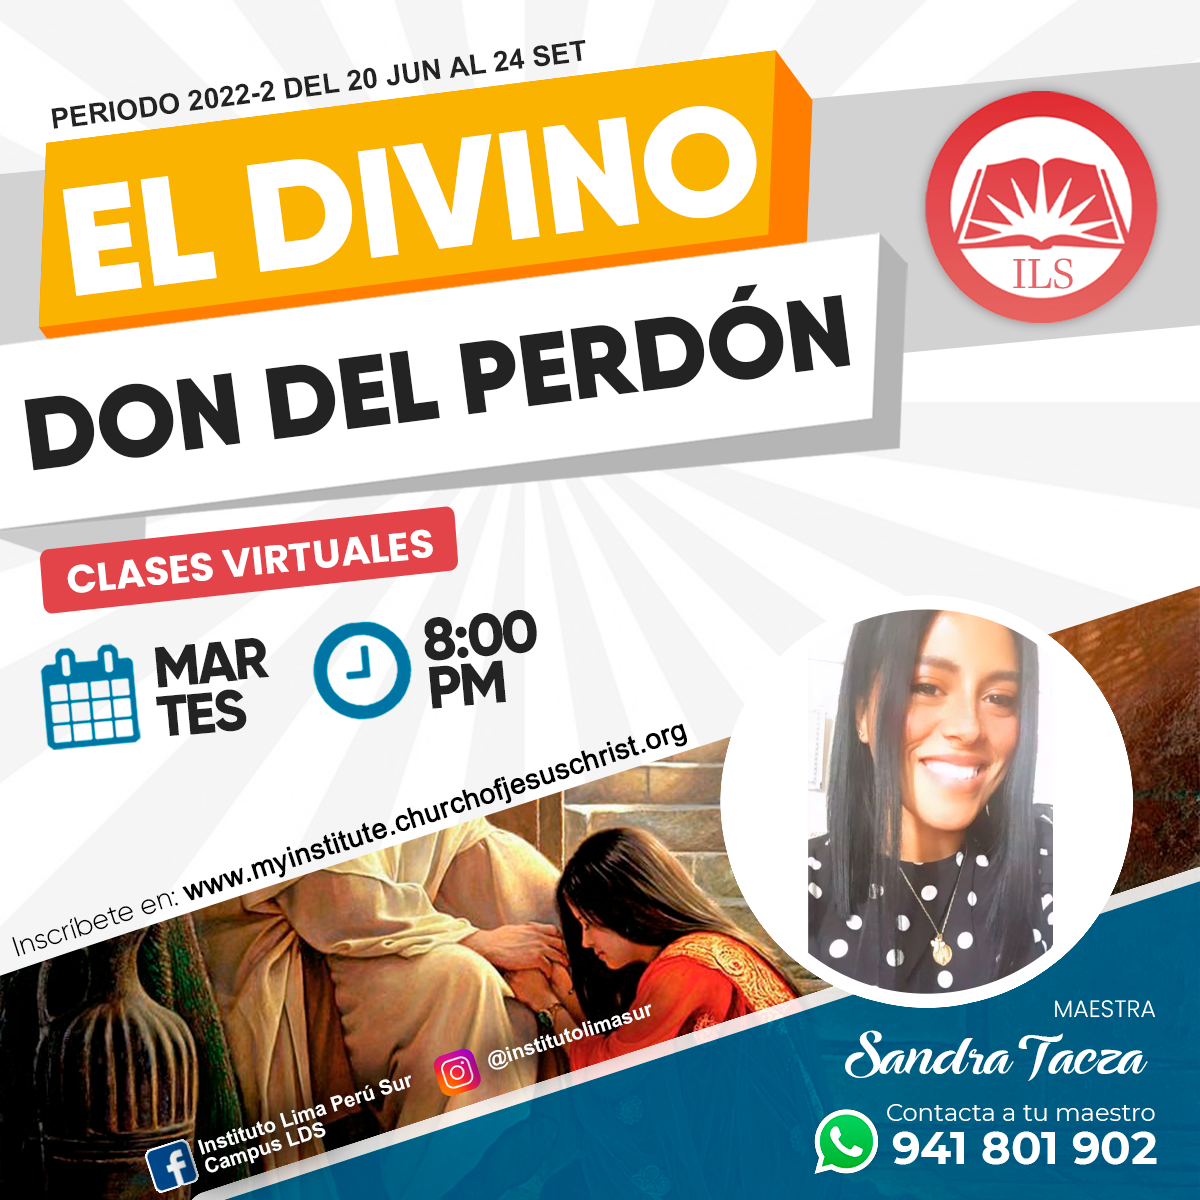 PERIODO 2022-2 DEL 20 JUN AL 24 SET
EL DIVINO
DON DEL PERDÓN
ILS
CLASES VIRTUALES
MAR
TES
8:00
PM
Inscríbete en: www.myinstitute.churchofjesuschrist.org
@institutolimasur
Instituto Lima Perú Sur
Campus LDS
MAESTRA
Sandra Tacza
Contacta a tu maestro
941 801 902